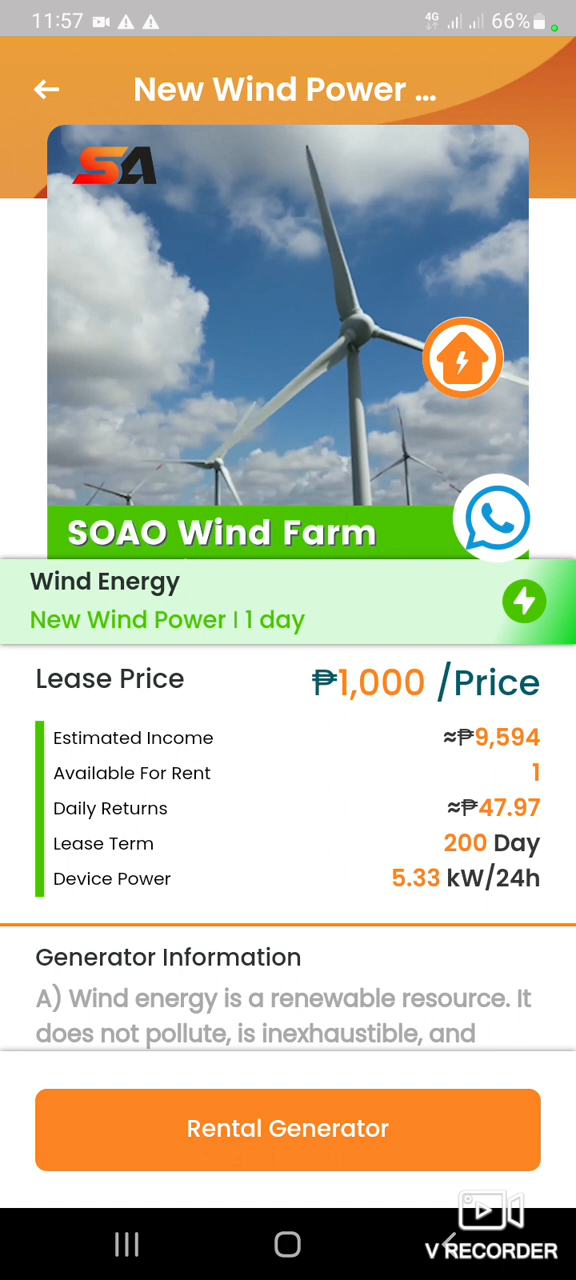 11:57
4G
66%
New Wind Power ...
SA
SOAO Wind Farm
Wind Energy
New Wind Power | 1 day
Lease Price ₱1,000 /Price
Estimated Income ≈₱9,594
Available For Rent 1
Daily Returns ≈₱47.97
Lease Term 200 Day
Device Power 5.33 kW/24h
Generator Information
A) Wind energy is a renewable resource. It
does not pollute, is inexhaustible, and
Rental Generator
V RECORDER